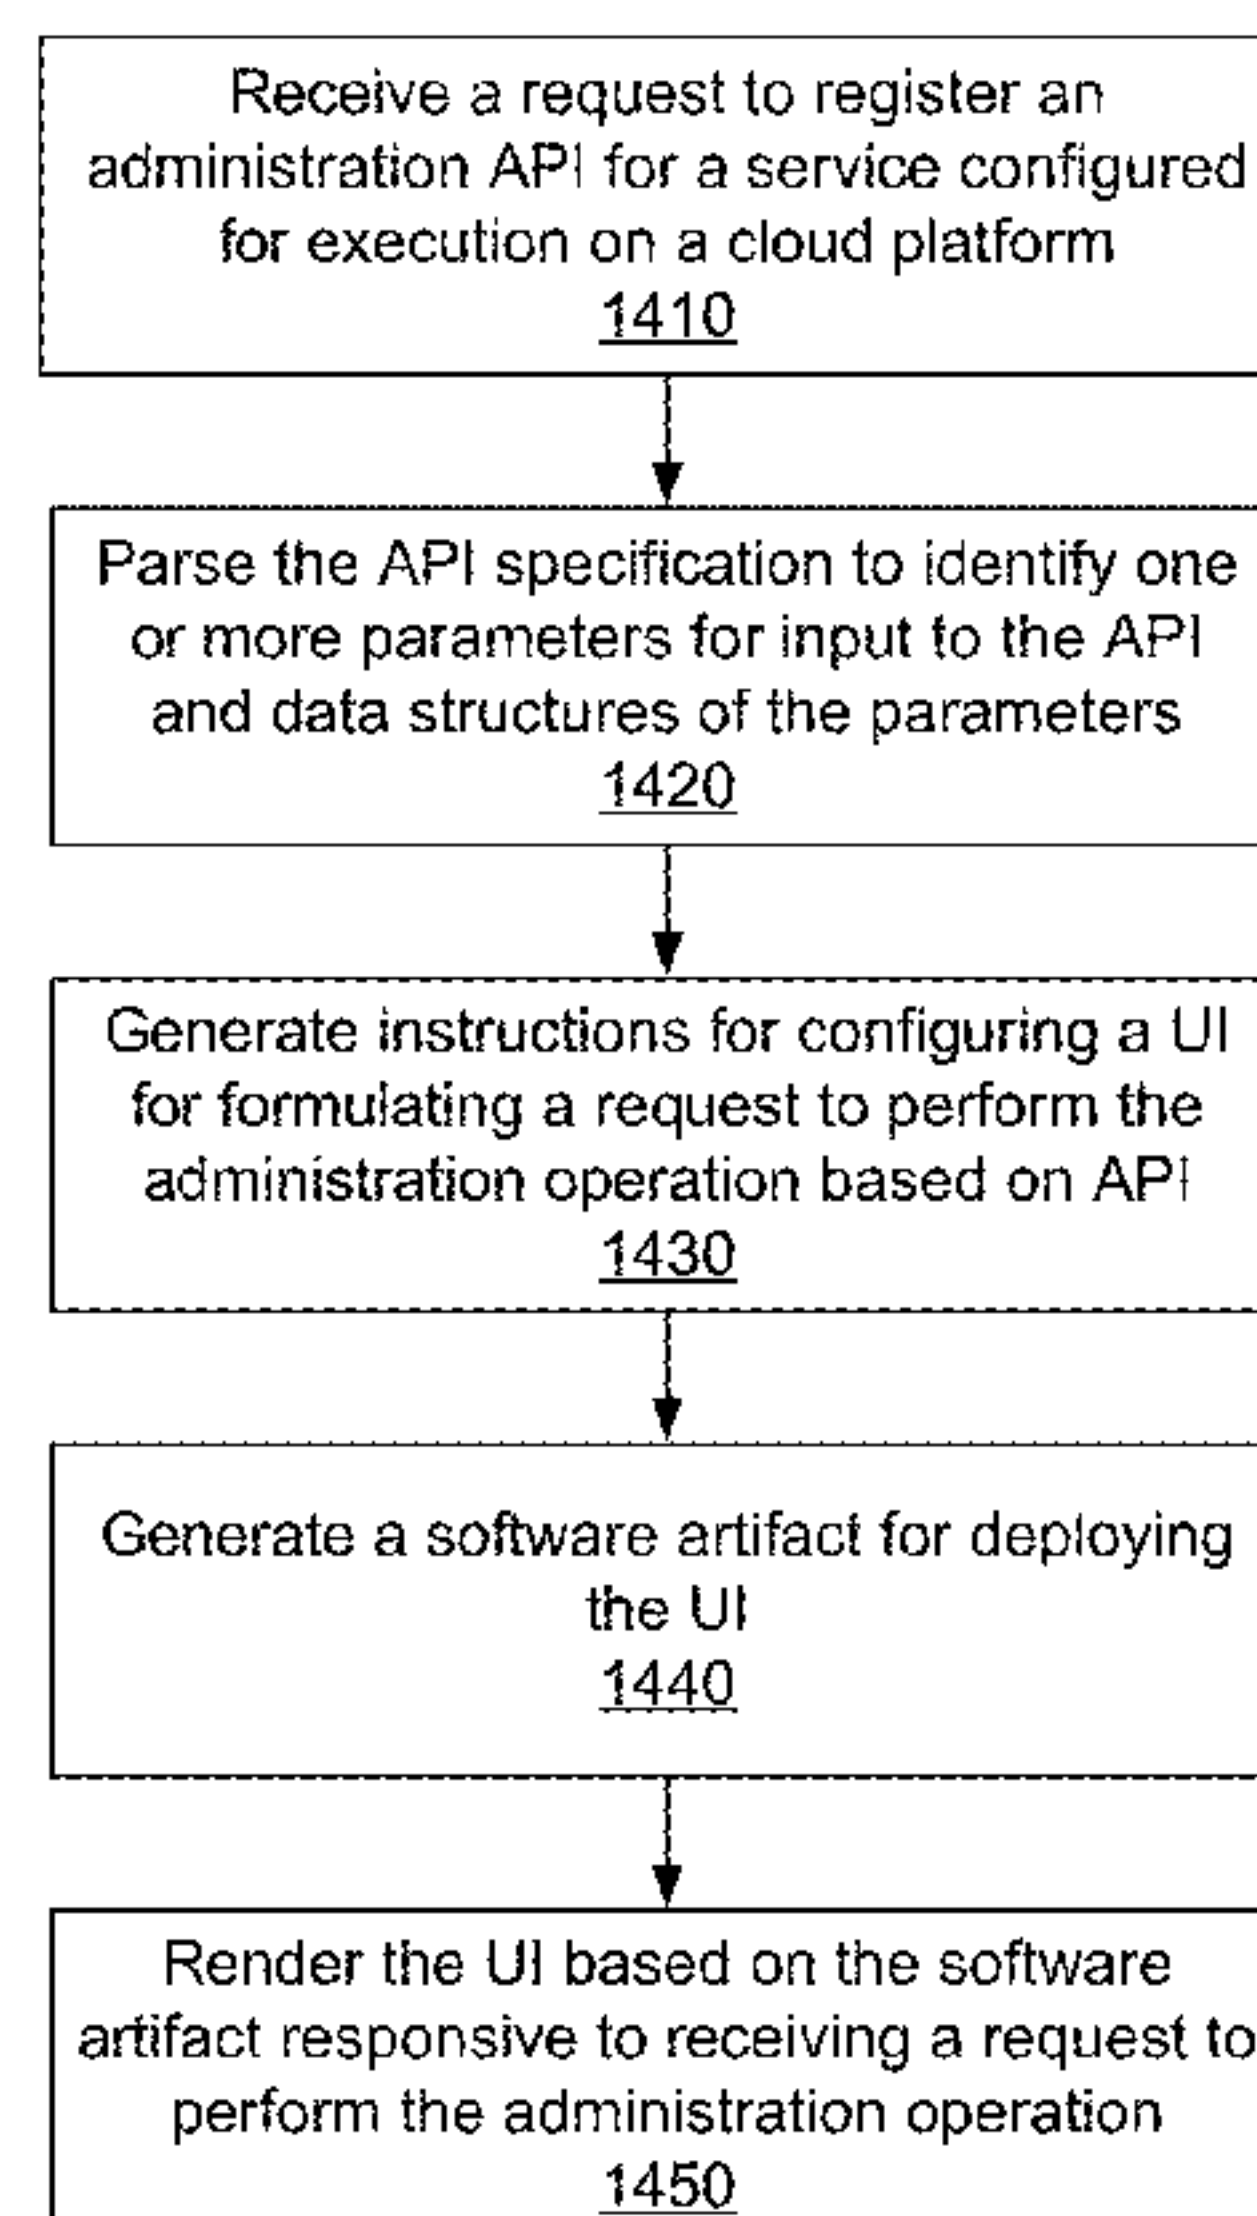 Receive a request to register an
administration API for a service configured
for execution on a cloud platform
1410
Parse the API specification to identify one
or more parameters for input to the API
and data structures of the parameters
1420
Generate instructions for configuring a UI
for formulating a request to perform the
administration operation based on API
1430
Generate a software artifact for deploying
the UI
1440
Render the UI based on the software
artifact responsive to receiving a request to
perform the administration operation
1450